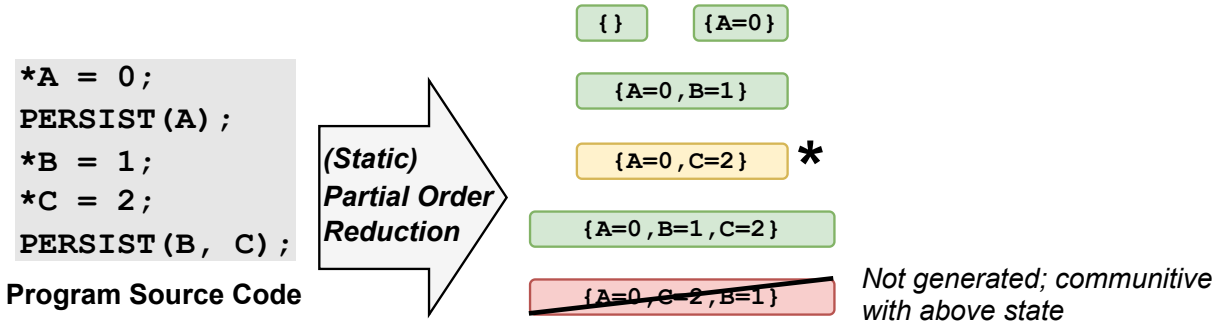 *A = 0;
PERSIST(A);
*B = 1;
*C = 2;
PERSIST(B, C);
Program Source Code
(Static)
Partial Order
Reduction
{} {A=0}
{A=0,B=1}
{A=0,C=2} *
{A=0,B=1,C=2}
{A=0,C=2,B=1}
Not generated; communitive
with above state